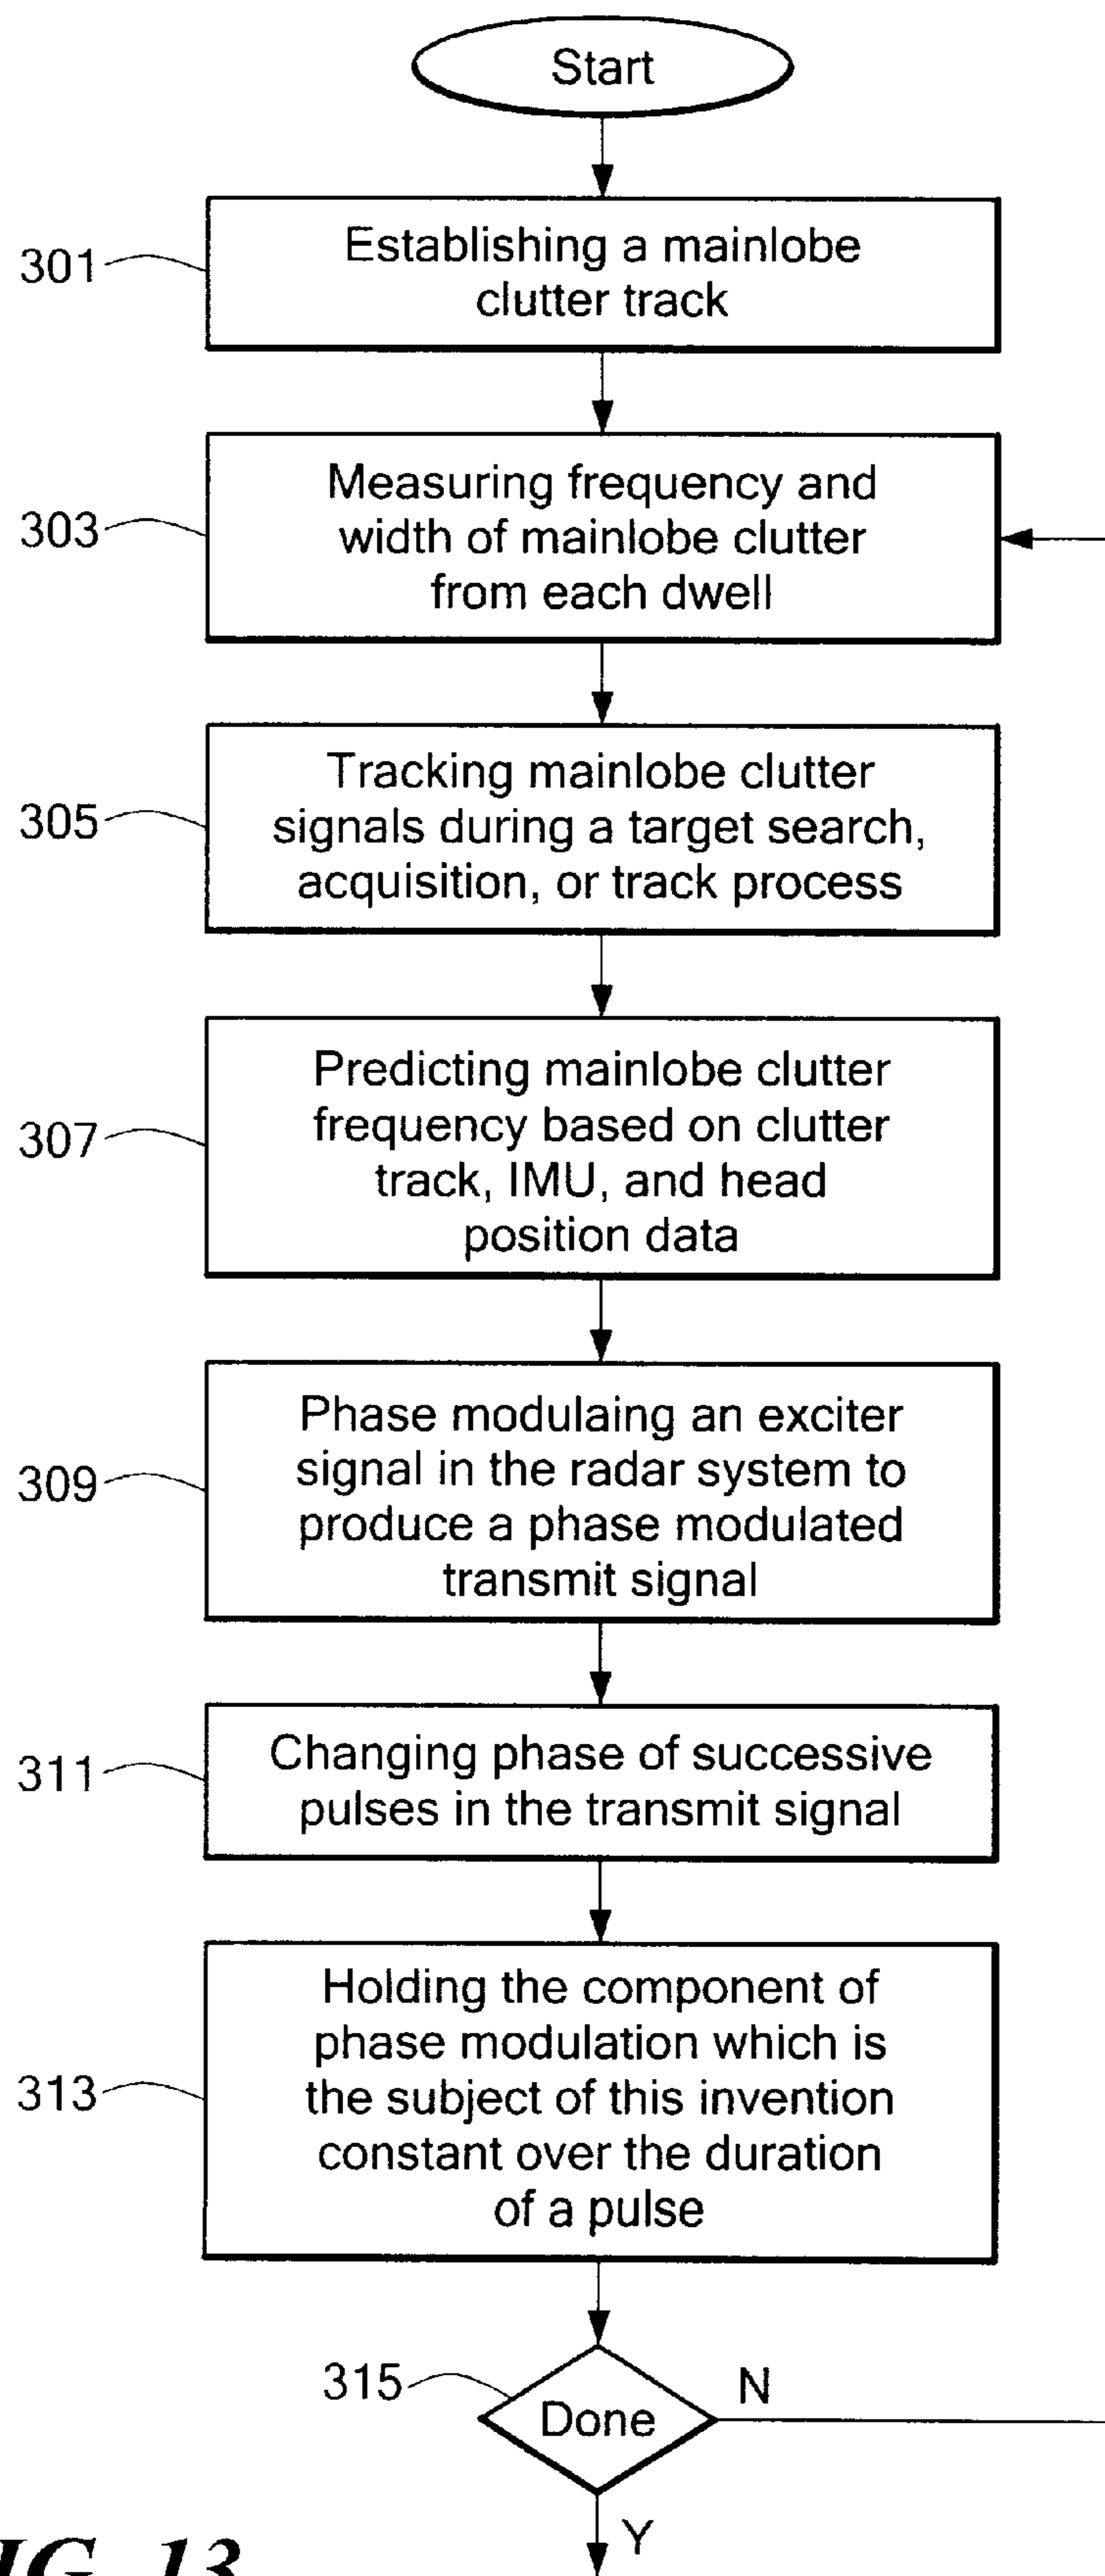 Start
301
Establishing a mainlobe
clutter track
303
Measuring frequency and
width of mainlobe clutter
from each dwell
305
Tracking mainlobe clutter
signals during a target search,
acquisition, or track process
307
Predicting mainlobe clutter
frequency based on clutter
track, IMU, and head
position data
309
Phase modulaing an exciter
signal in the radar system to
produce a phase modulated
transmit signal
311
Changing phase of successive
pulses in the transmit signal
313
Holding the component of
phase modulation which is
the subject of this invention
constant over the duration
of a pulse
315
Done
N
Y
IG. 13